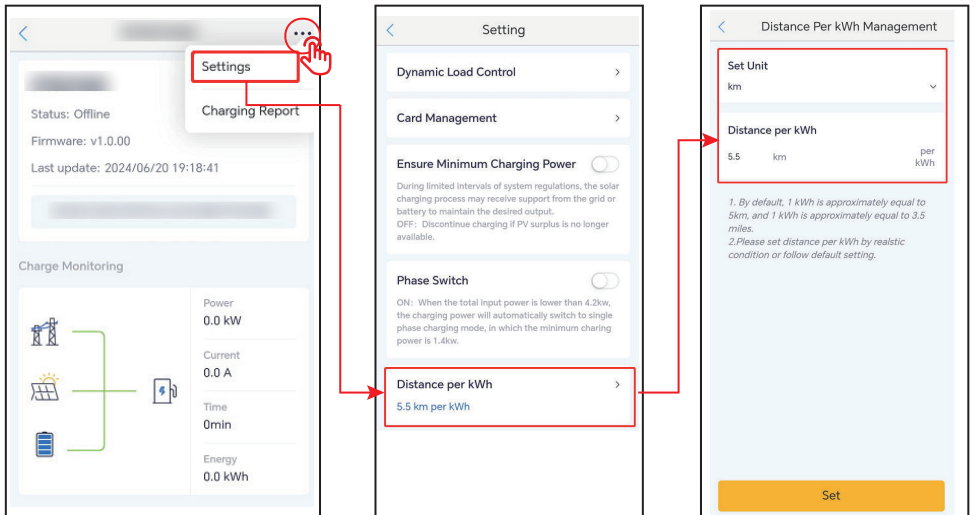 Settings
Charging Report
Status: Offline
Firmware: v1.0.00
Last update: 2024/06/20 19:18:41
Charge Monitoring
Power
0.0 kW
Current
0.0 A
Time
0min
Energy
0.0 kWh
Setting
Dynamic Load Control
Card Management
Ensure Minimum Charging Power
During limited intervals of system regulations, the solar
charging process may receive support from the grid or
battery to maintain the desired output.
OFF: Discontinue charging if PV surplus is no longer
available.
Phase Switch
ON: When the total input power is lower than 4.2kw,
the charging power will automatically switch to single
phase charging mode, in which the minimum charing
power is 1.4kw.
Distance per kWh
5.5 km per kWh
Distance Per kWh Management
Set Unit
km
Distance per kWh
5.5 km per
kWh
1. By default, 1 kWh is approximately equal to
5km, and 1 kWh is approximately equal to 3.5
miles.
2.Please set distance per kWh by realstic
condition or follow default setting.
Set